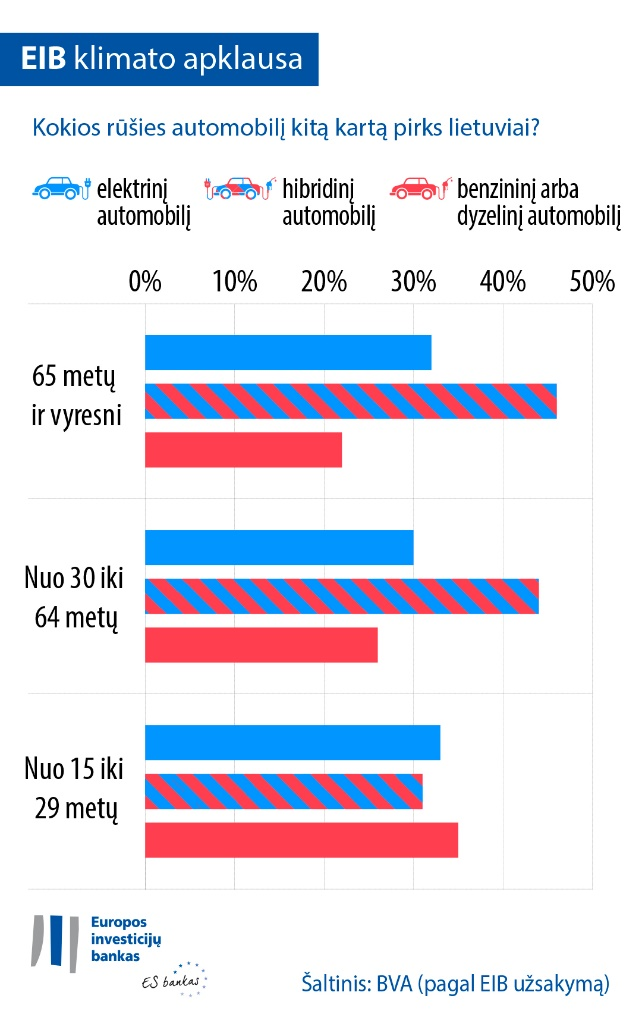 EIB klimato apklausa
Kokios rūšies automobilį kitą kartą pirks lietuviai?
elektrinį
automobilį
hibridinį
automobilį
benzininį arba
dyzelinį automobilį
0% 10% 20% 30% 40% 50%
65 metų
ir vyresni
Nuo 30 iki
64 metų
Nuo 15 iki
29 metų
Europos
investicijų
bankas
ES bankas
Šaltinis: BVA (pagal EIB užsakymą)